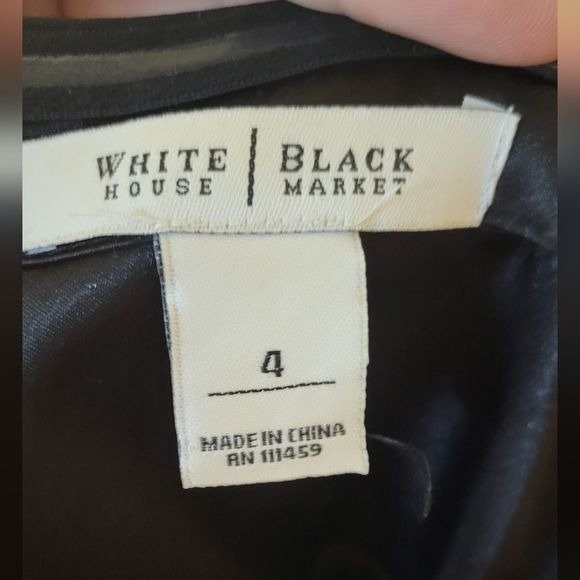 WHITE | BLACK
HOUSE | MARKET
4
MADE IN CHINA
RN 111459